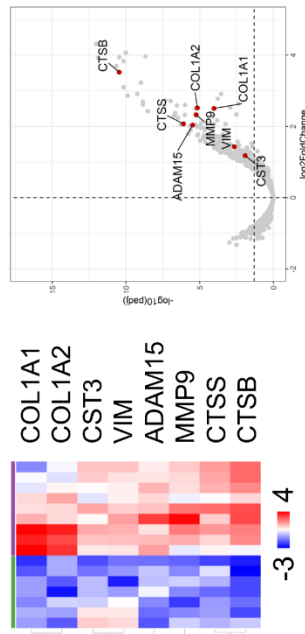 COL1A1
COL1A2
CST3
VIM
ADAM15
MMP9
CTSS
CTSB
-3
4
-log10(padj)
15
10
5
0
-2
0
2
4
log2FoldChange
CTSB
CTSS
ADAM15
COL1A2
MMP9
COL1A1
VIM
CST3